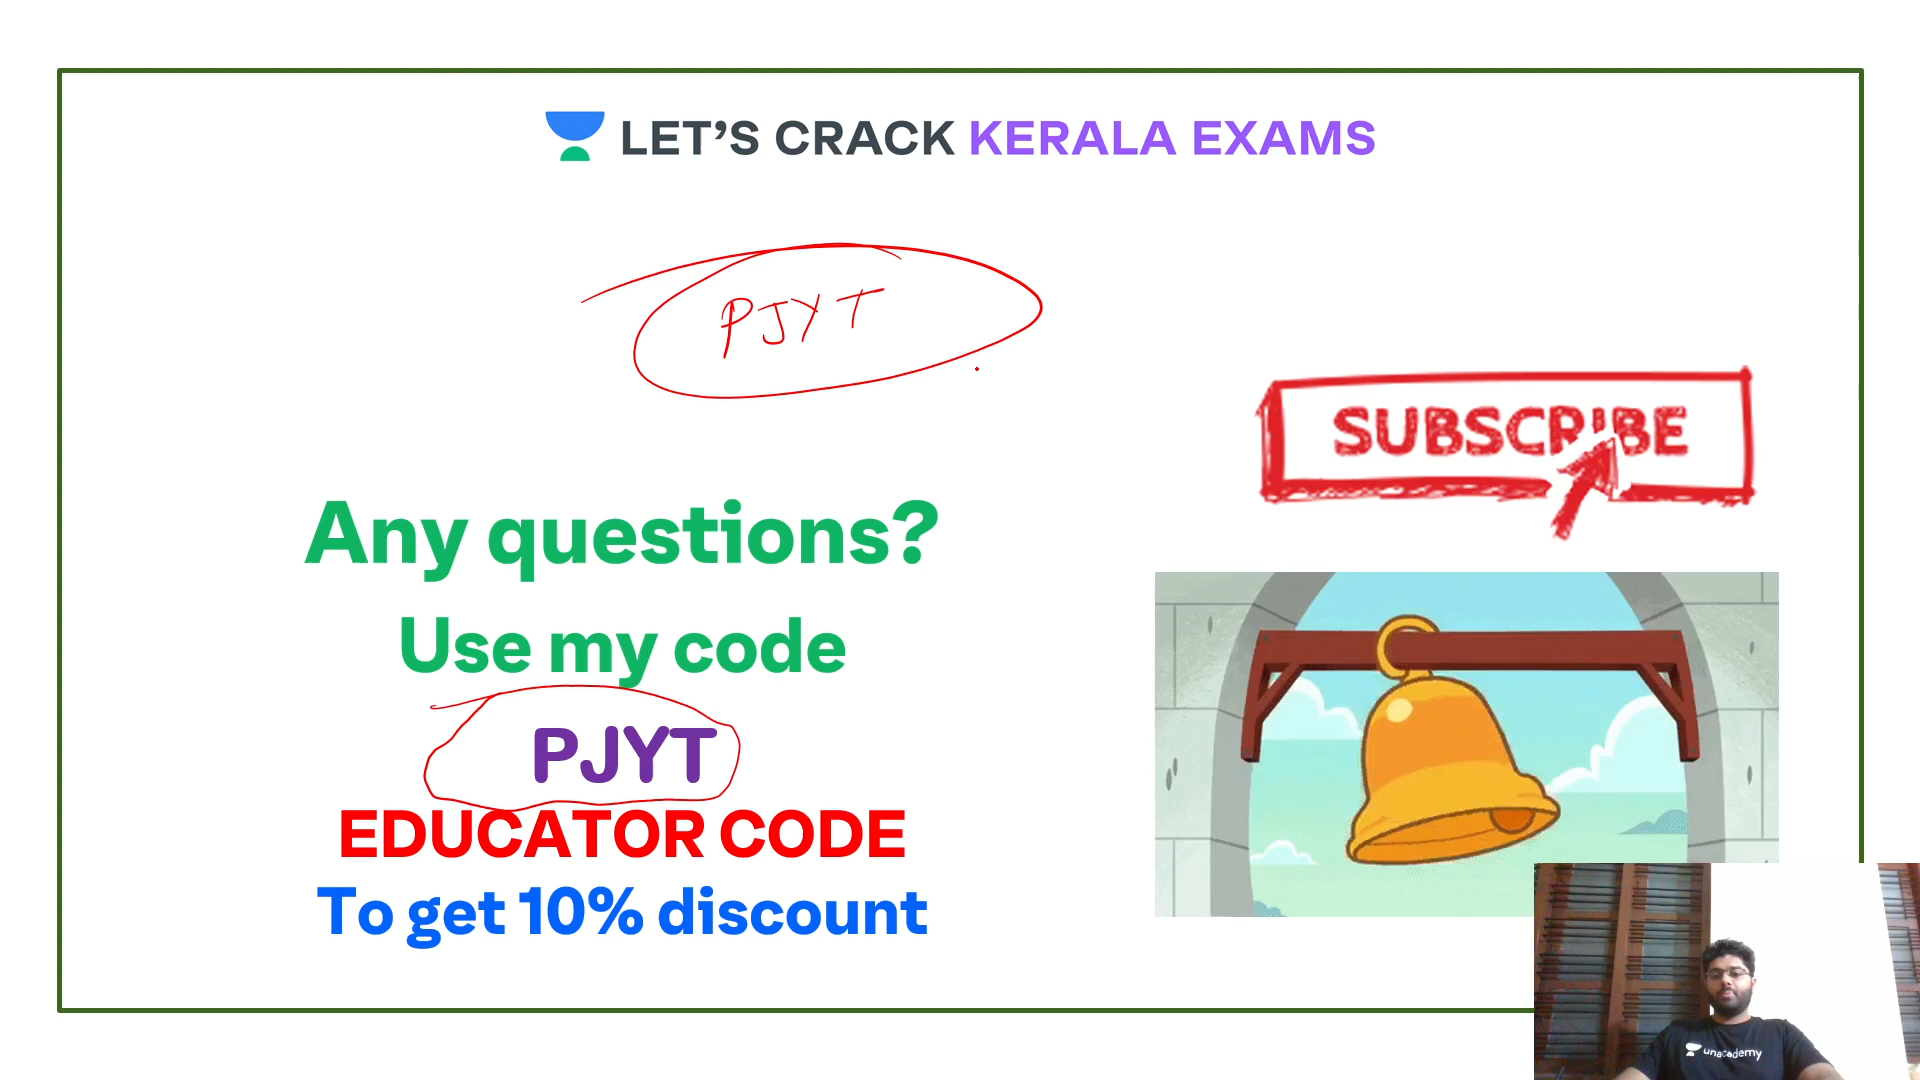 LET’S CRACK KERALA EXAMS
PJYT
SUBSCRIBE
Any questions?
Use my code
PJYT
EDUCATOR CODE
To get 10% discount
unacademy